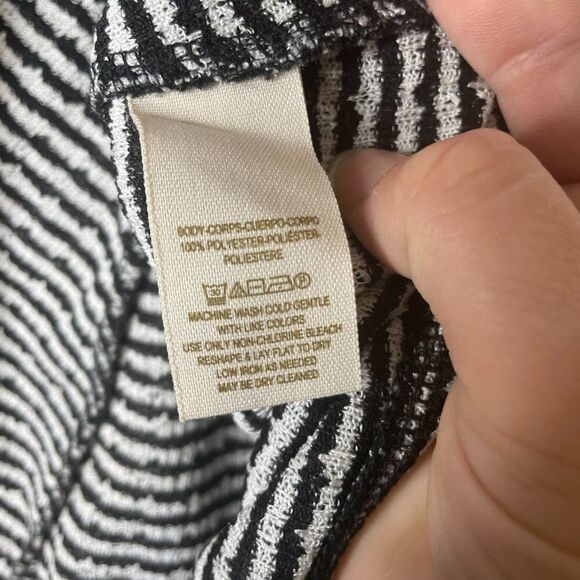 BODY-CORPS-CUERPO-CORPO
100% POLYESTER-POLIÉSTER-
POLIESTERE
MACHINE WASH COLD GENTLE
WITH LIKE COLORS
USE ONLY NON-CHLORINE BLEACH
RESHAPE & LAY FLAT TO DRY
LOW IRON AS NEEDED
MAY BE DRY CLEANED